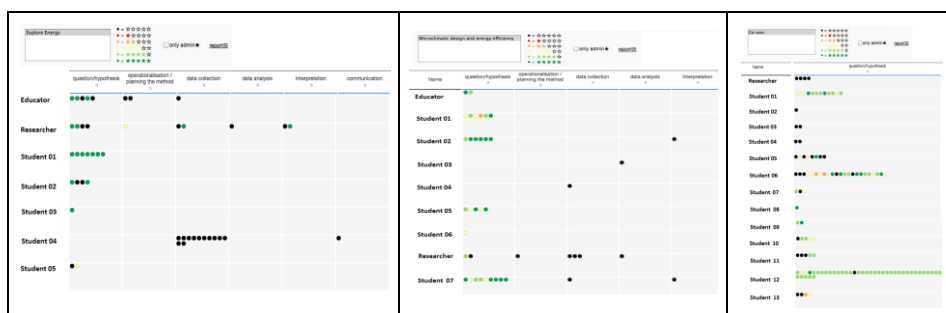 Explore Energy
only admin★ report
question/hypothesis operationalisation / planning the method data collection data analysis interpretation communication
Educator
Researcher
Student 01
Student 02
Student 03
Student 04
Student 05
Microclimatic design and energy efficiency
only admin★ report
Name question/hypothesis operationalisation / planning the method data collection data analysis interpretation
Educator
Student 01
Student 02
Student 03
Student 04
Student 05
Student 06
Researcher
Student 07
only admin★ report
Name question/hypothesis
Researcher
Student 01
Student 02
Student 03
Student 04
Student 05
Student 06
Student 07
Student 08
Student 09
Student 10
Student 11
Student 12
Student 13